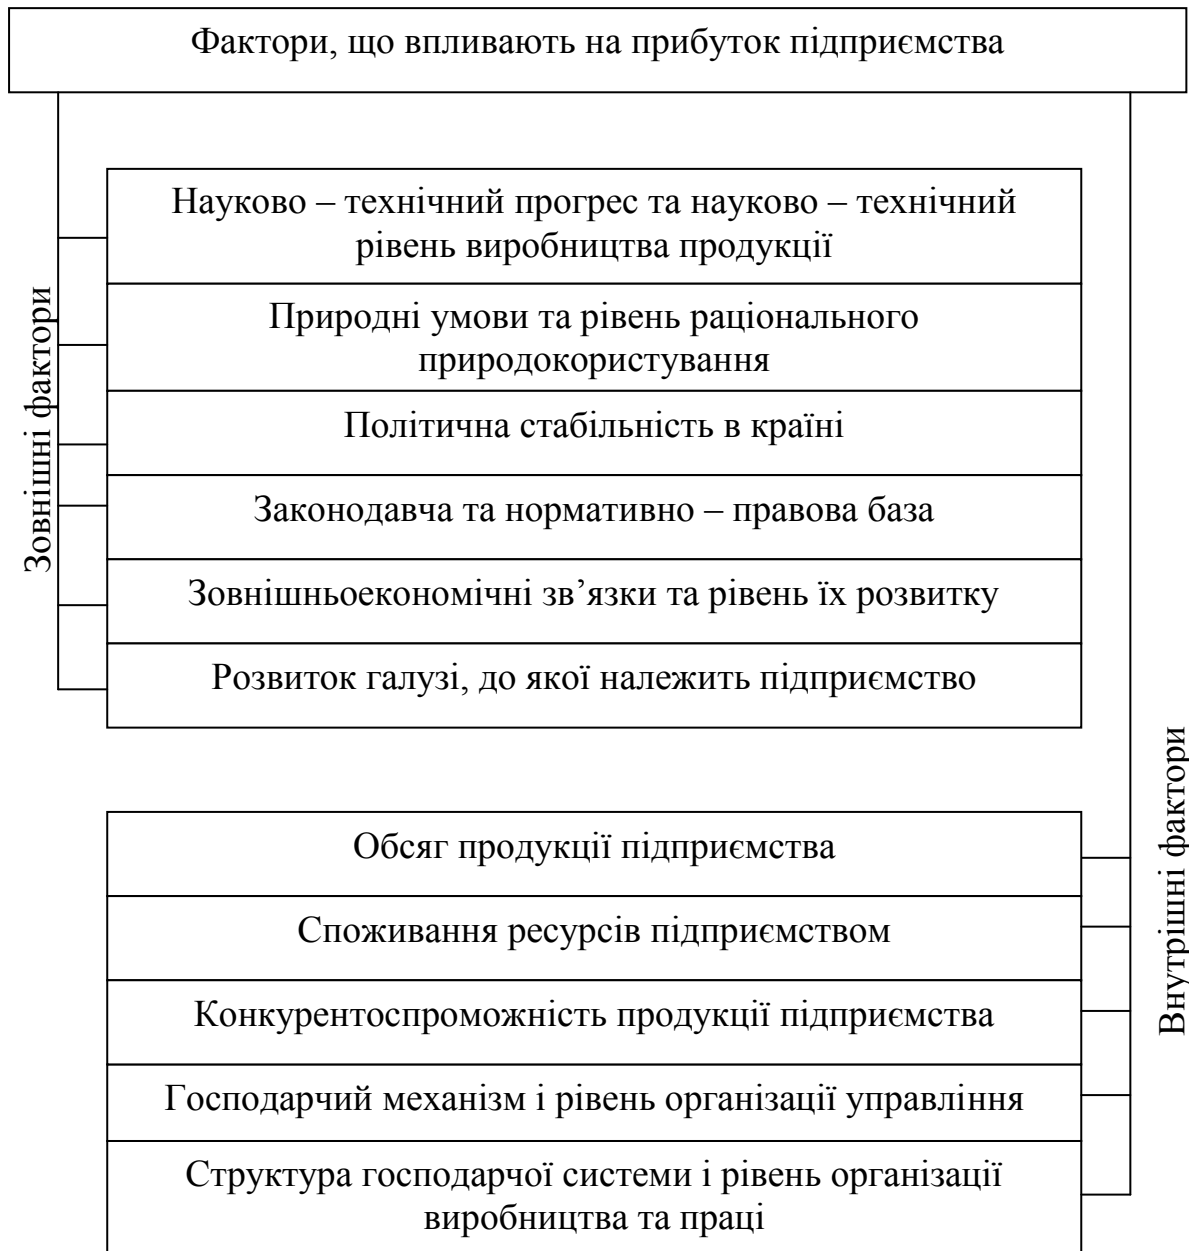 Фактори, що впливають на прибуток підприємства
Зовнішні фактори
Науково – технічний прогрес та науково – технічний
рівень виробництва продукції
Природні умови та рівень раціонального
природокористування
Політична стабільність в країні
Законодавча та нормативно – правова база
Зовнішньоекономічні зв’язки та рівень їх розвитку
Розвиток галузі, до якої належить підприємство
Внутрішні фактори
Обсяг продукції підприємства
Споживання ресурсів підприємством
Конкурентоспроможність продукції підприємства
Господарчий механізм і рівень організації управління
Структура господарчої системи і рівень організації
виробництва та праці